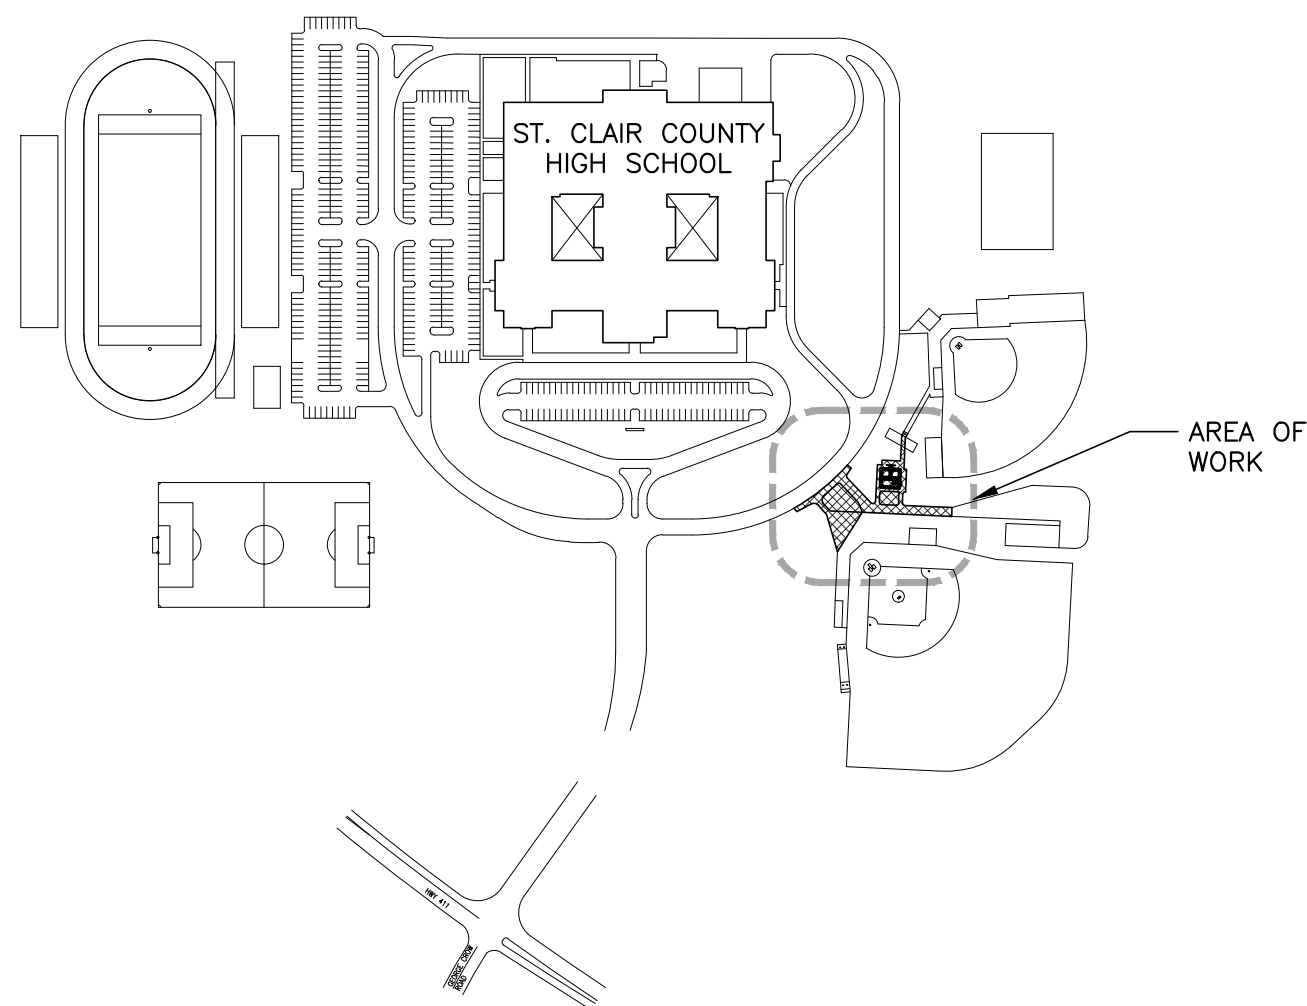 ST. CLAIR COUNTY
HIGH SCHOOL
AREA OF
WORK
HWY 411
GEORGE CROW
ROAD